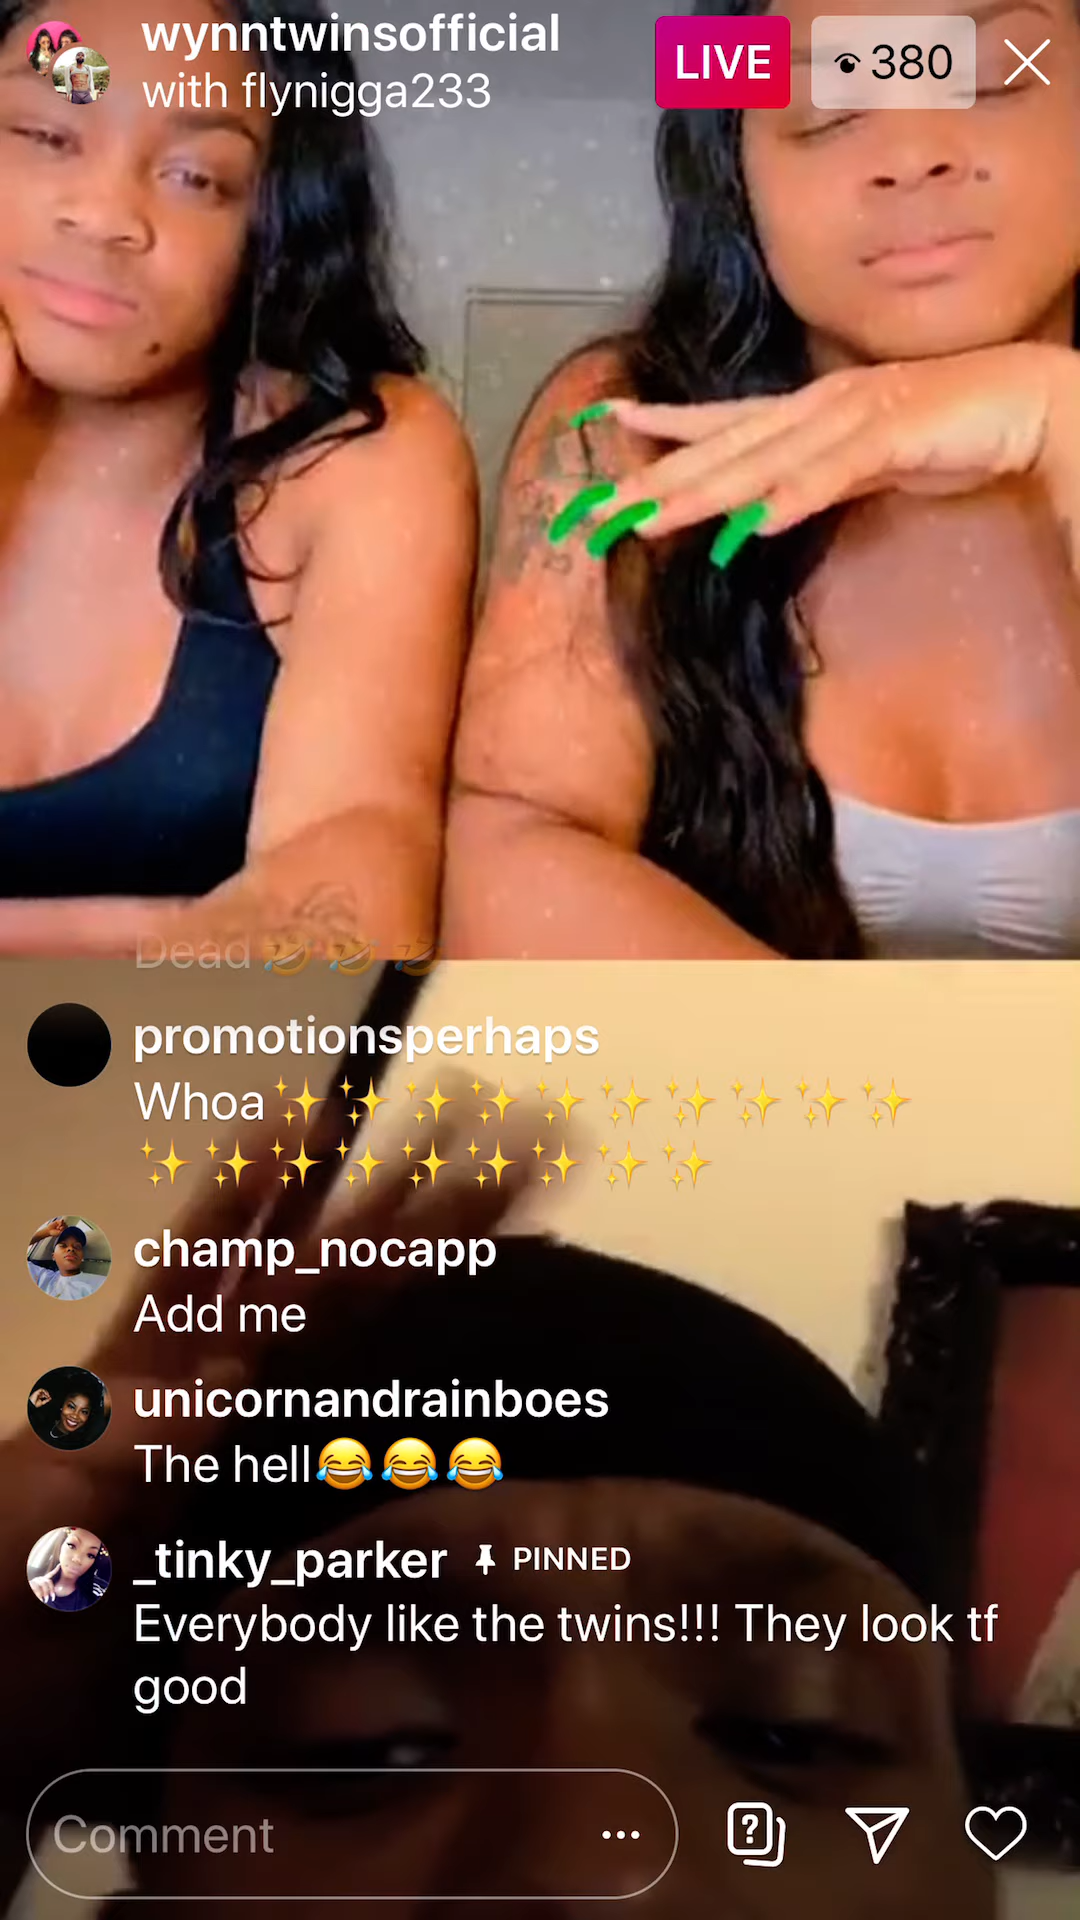 wynntwinsofficial
with flynigga233
LIVE
380
Dead🤣🤣🤣
promotionsperhaps
Whoa✨✨✨✨✨✨✨✨✨✨
✨✨✨✨✨✨✨✨✨
champ_nocapp
Add me
unicornandrainboes
The hell😂😂😂
_tinky_parker PINNED
Everybody like the twins!!! They look tf
good
Comment